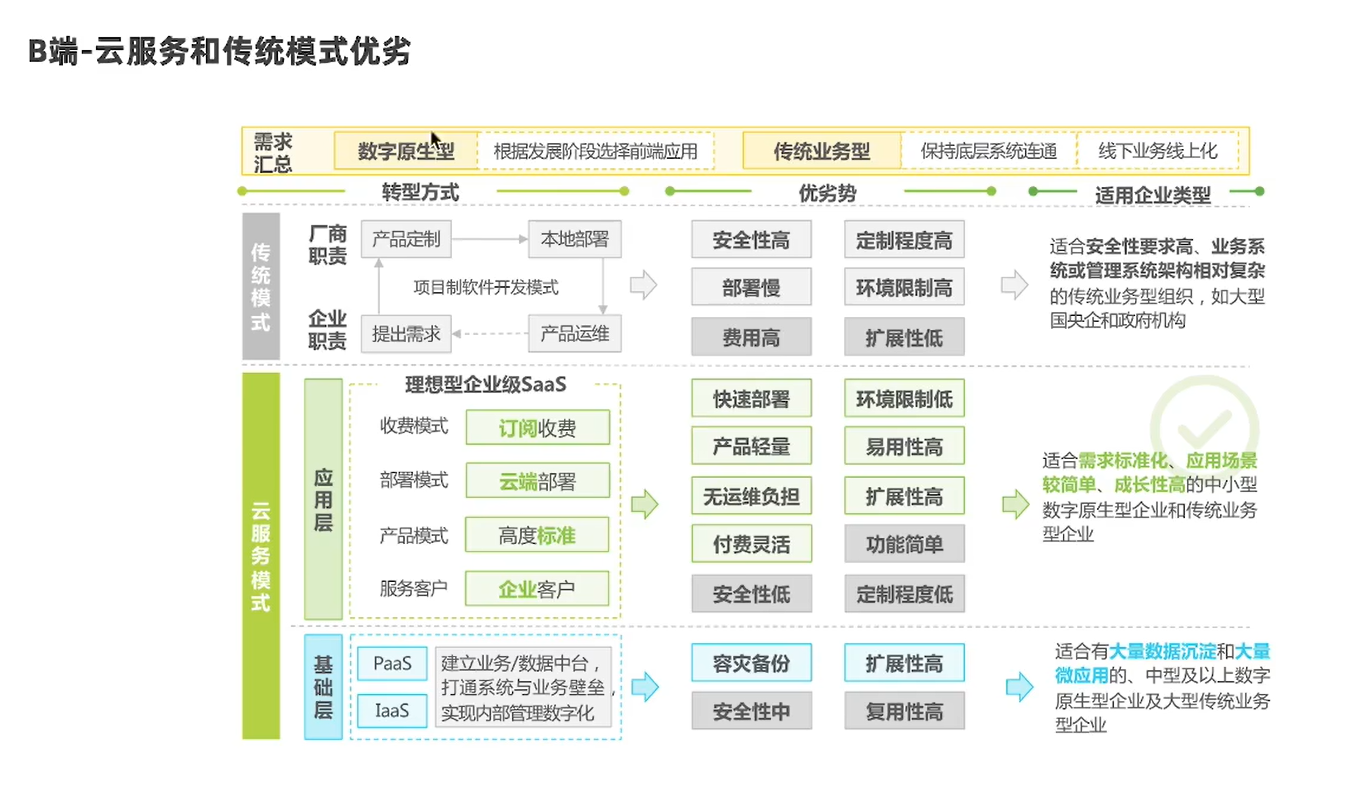 B端-云服务和传统模式优劣
需求
汇总
数字原生型
根据发展阶段选择前端应用
传统业务型
保持底层系统连通
线下业务线上化
转型方式
优劣势
适用企业类型
传统模式
厂商
职责
产品定制
本地部署
项目制软件开发模式
企业
职责
提出需求
产品运维
安全性高
定制程度高
部署慢
环境限制高
费用高
扩展性低
适合安全性要求高、业务系
统或管理系统架构相对复杂
的传统业务型组织，如大型
国央企和政府机构
云服务模式
应用层
理想型企业级SaaS
收费模式
订阅收费
部署模式
云端部署
产品模式
高度标准
服务客户
企业客户
快速部署
环境限制低
产品轻量
易用性高
无运维负担
扩展性高
付费灵活
功能简单
安全性低
定制程度低
适合需求标准化、应用场景
较简单、成长性高的中小型
数字原生型企业和传统业务
型企业
基础层
PaaS
IaaS
建立业务/数据中台，
打通系统与业务壁垒，
实现内部管理数字化
容灾备份
扩展性高
安全性中
复用性高
适合有大量数据沉淀和大量
微应用的、中型及以上数字
原生型企业及大型传统业务
型企业